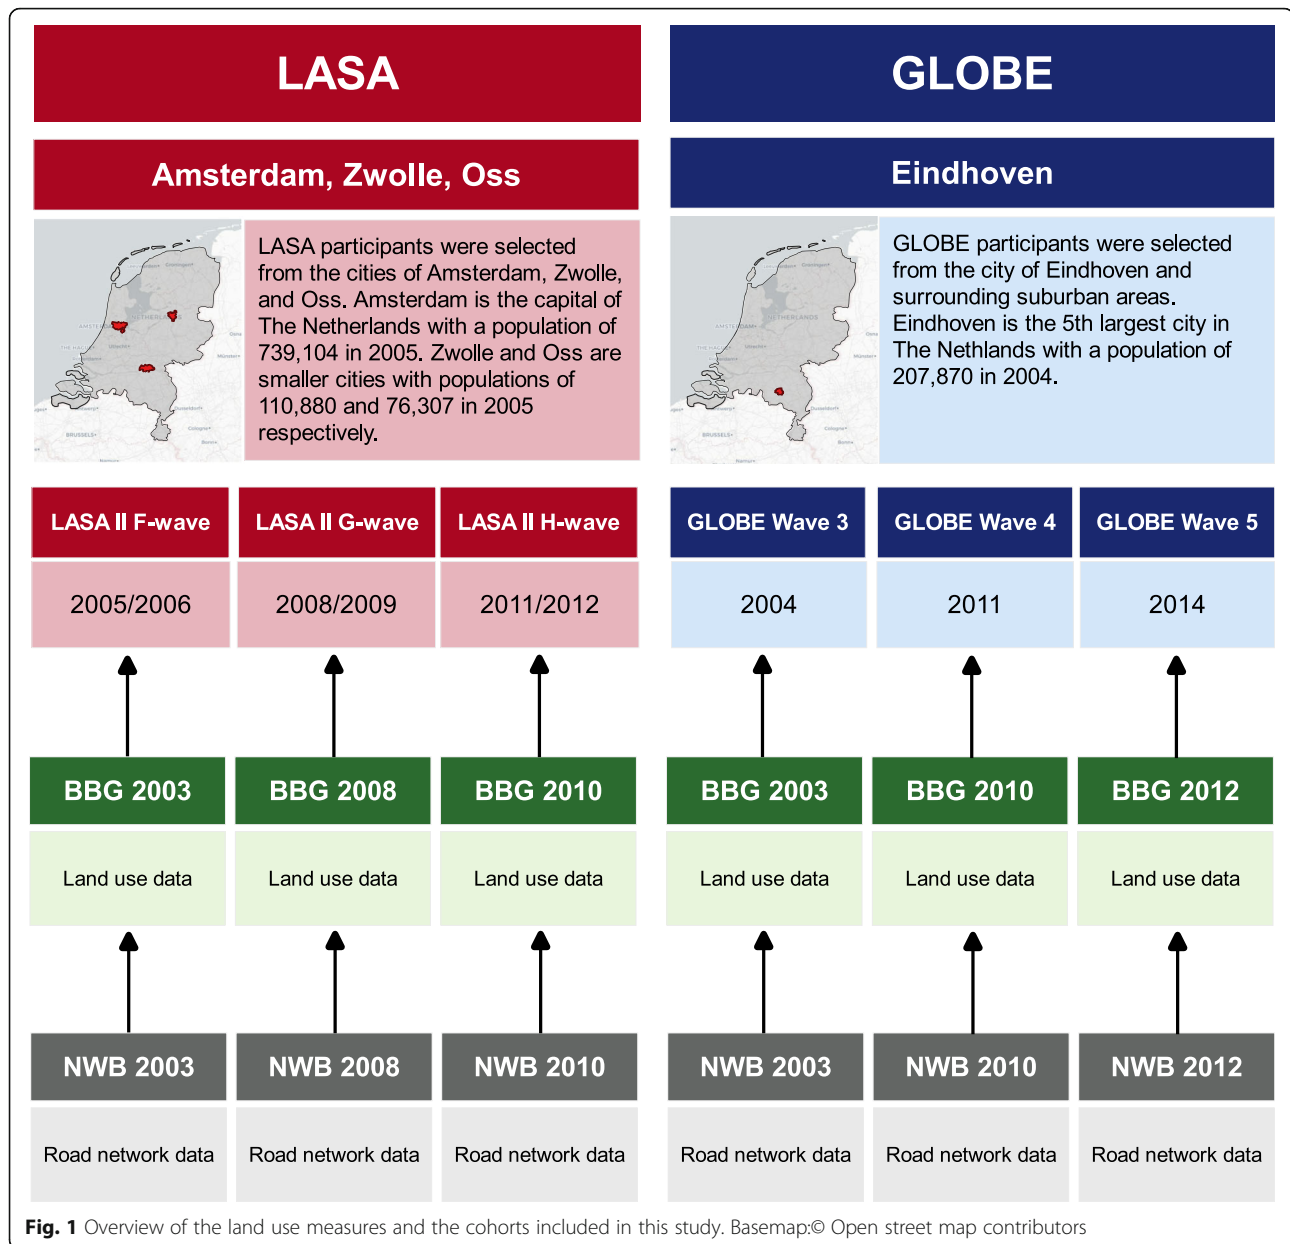 LASA
GLOBE
Amsterdam, Zwolle, Oss
Eindhoven
LASA participants were selected
from the cities of Amsterdam, Zwolle,
and Oss. Amsterdam is the capital of
The Netherlands with a population of
739,104 in 2005. Zwolle and Oss are
smaller cities with populations of
110,880 and 76,307 in 2005
respectively.
GLOBE participants were selected
from the city of Eindhoven and
surrounding suburban areas.
Eindhoven is the 5th largest city in
The Nethlands with a population of
207,870 in 2004.
LASA II F-wave
LASA II G-wave
LASA II H-wave
GLOBE Wave 3
GLOBE Wave 4
GLOBE Wave 5
2005/2006
2008/2009
2011/2012
2004
2011
2014
BBG 2003
BBG 2008
BBG 2010
BBG 2003
BBG 2010
BBG 2012
Land use data
Land use data
Land use data
Land use data
Land use data
Land use data
NWB 2003
NWB 2008
NWB 2010
NWB 2003
NWB 2010
NWB 2012
Road network data
Road network data
Road network data
Road network data
Road network data
Road network data
Fig. 1 Overview of the land use measures and the cohorts included in this study. Basemap:© Open street map contributors